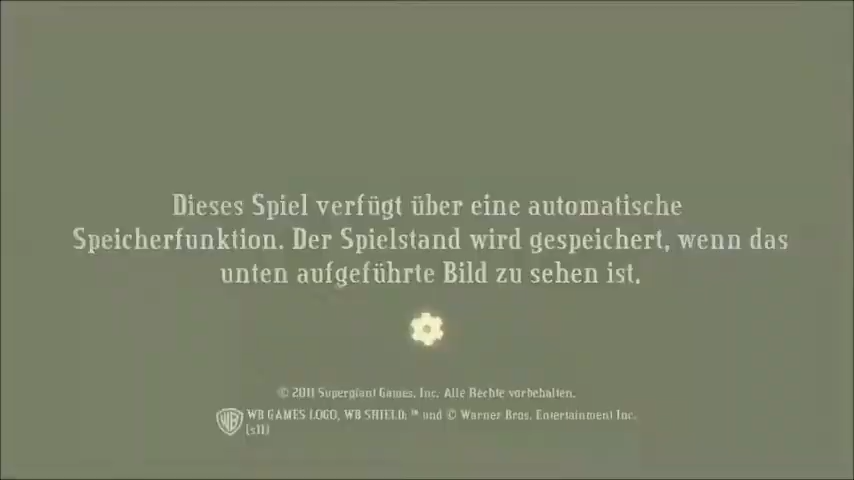 Dieses Spiel verfügt über eine automatische
Speicherfunktion. Der Spielstand wird gespeichert, wenn das
unten aufgeführte Bild zu sehen ist.
© 2011 Supergiant Games, Inc. Alle Rechte vorbehalten.
WB GAMES LOGO, WB SHIELD: ™ und © Warner Bros. Entertainment Inc.
(s11)